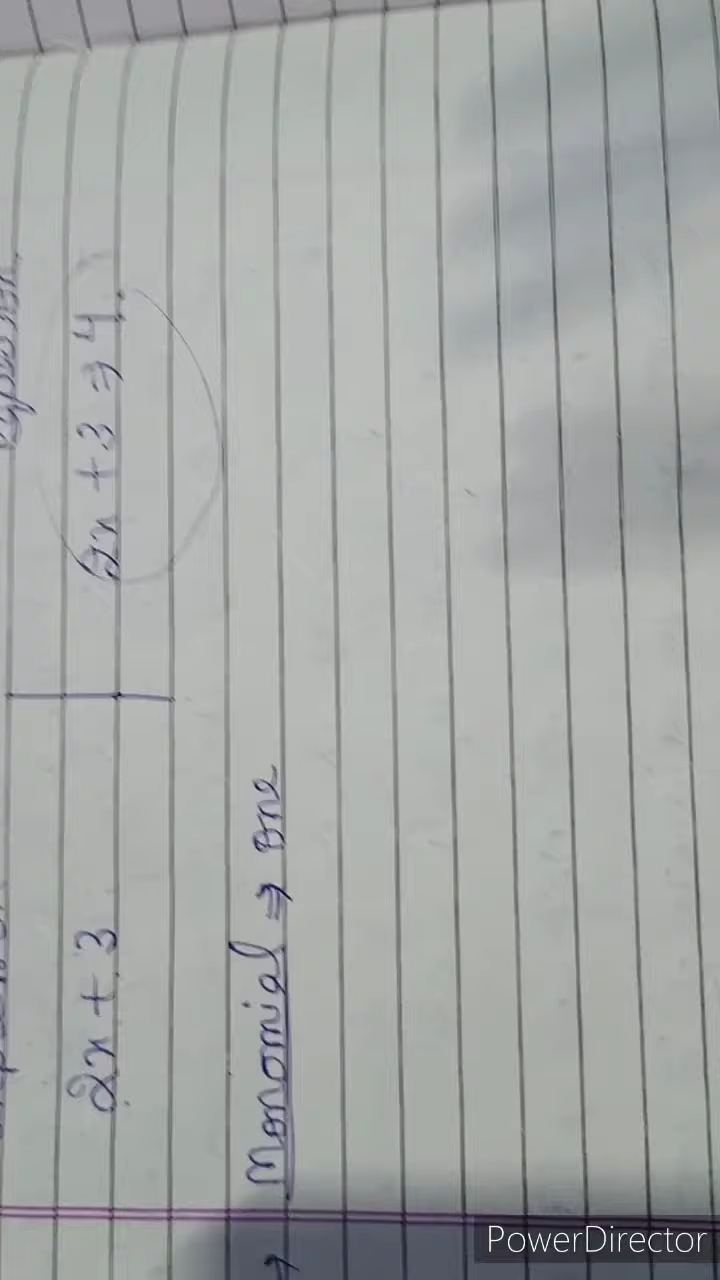 2x + 3 2x + 3 ⇒ 4.
→ Monomial ⇒ one
PowerDirector